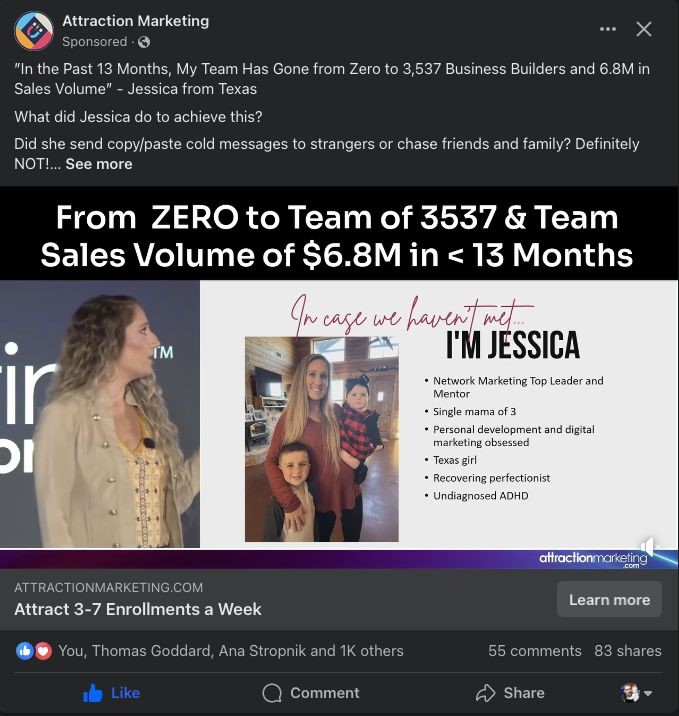 Attraction Marketing
Sponsored ·
"In the Past 13 Months, My Team Has Gone from Zero to 3,537 Business Builders and 6.8M in
Sales Volume" - Jessica from Texas
What did Jessica do to achieve this?
Did she send copy/paste cold messages to strangers or chase friends and family? Definitely
NOT!... See more
From ZERO to Team of 3537 & Team
Sales Volume of $6.8M in < 13 Months
TM
in
or
In case we haven't met...
I'M JESSICA
• Network Marketing Top Leader and
Mentor
• Single mama of 3
• Personal development and digital
marketing obsessed
• Texas girl
• Recovering perfectionist
• Undiagnosed ADHD
attractionmarketing
.com
ATTRACTIONMARKETING.COM
Attract 3-7 Enrollments a Week
Learn more
You, Thomas Goddard, Ana Stropnik and 1K others
55 comments 83 shares
Like
Comment
Share